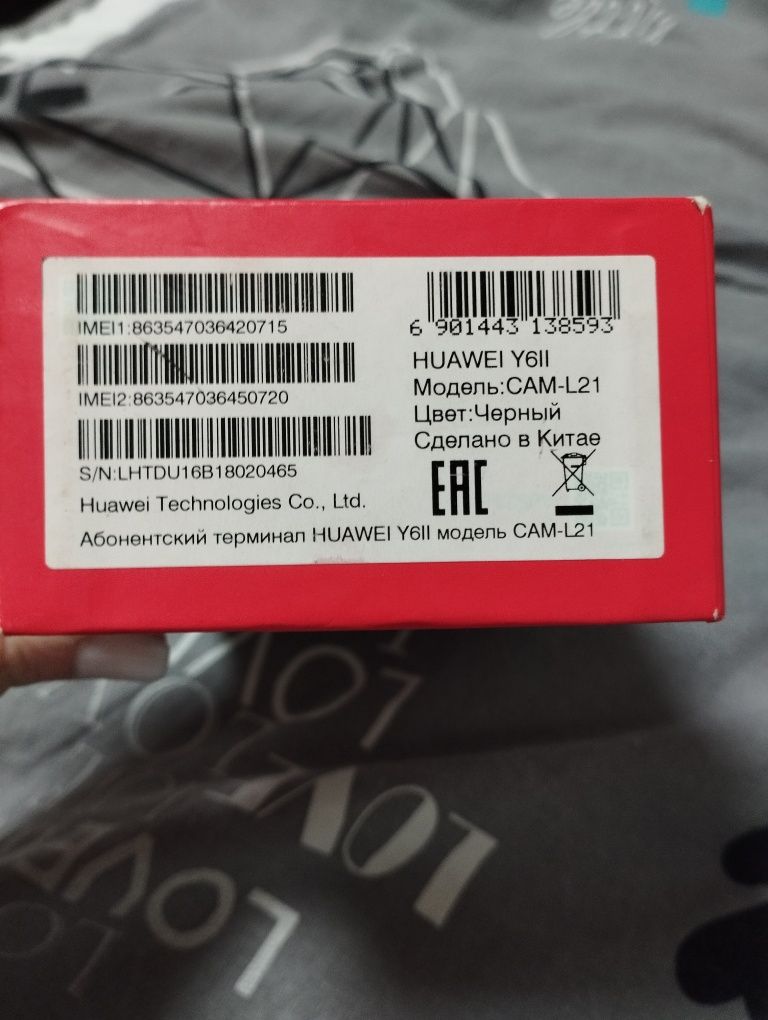 IMEI1:863547036420715
IMEI2:863547036450720
S/N:LHTDU16B18020465
Huawei Technologies Co., Ltd.
6 901443 138593
HUAWEI Y6II
Модель:CAM-L21
Цвет:Черный
Сделано в Китае
EAC
Абонентский терминал HUAWEI Y6II модель CAM-L21
LOVE
LOVE